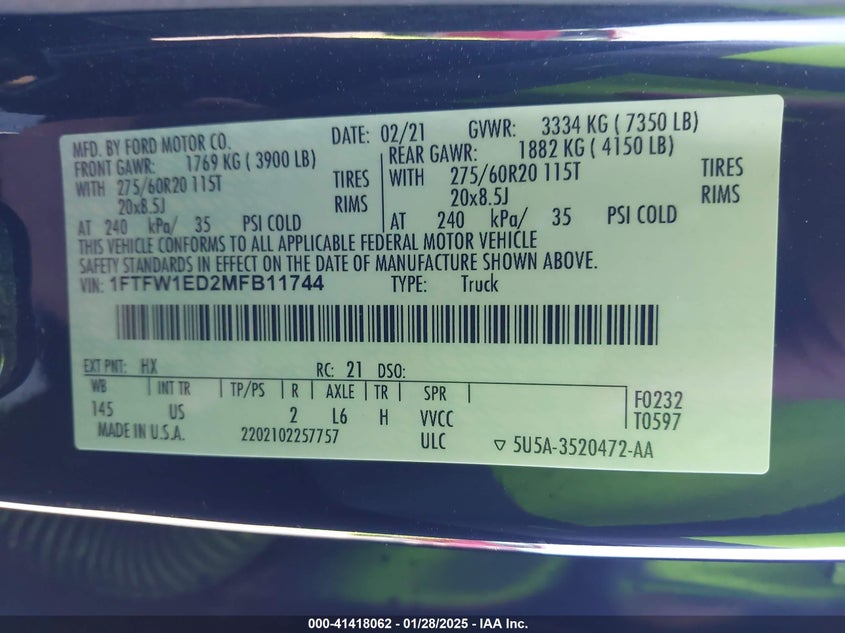 MFD. BY FORD MOTOR CO. DATE: 02/21 GVWR: 3334 KG ( 7350 LB)
FRONT GAWR: 1769 KG ( 3900 LB) REAR GAWR: 1882 KG ( 4150 LB)
WITH 275/60R20 115T TIRES WITH 275/60R20 115T TIRES
20x8.5J RIMS 20x8.5J RIMS
AT 240 kPa/ 35 PSI COLD AT 240 kPa/ 35 PSI COLD
THIS VEHICLE CONFORMS TO ALL APPLICABLE FEDERAL MOTOR VEHICLE
SAFETY STANDARDS IN EFFECT ON THE DATE OF MANUFACTURE SHOWN ABOVE.
VIN: 1FTFW1ED2MFB11744 TYPE: Truck
EXT PNT: HX RC: 21 DSO:
WB INT TR TP/PS R AXLE TR SPR F0232
145 US 2 L6 H VVCC T0597
MADE IN U.S.A. 2202102257757 ULC 5U5A-3520472-AA
000-41418062 - 01/28/2025 - IAA Inc.